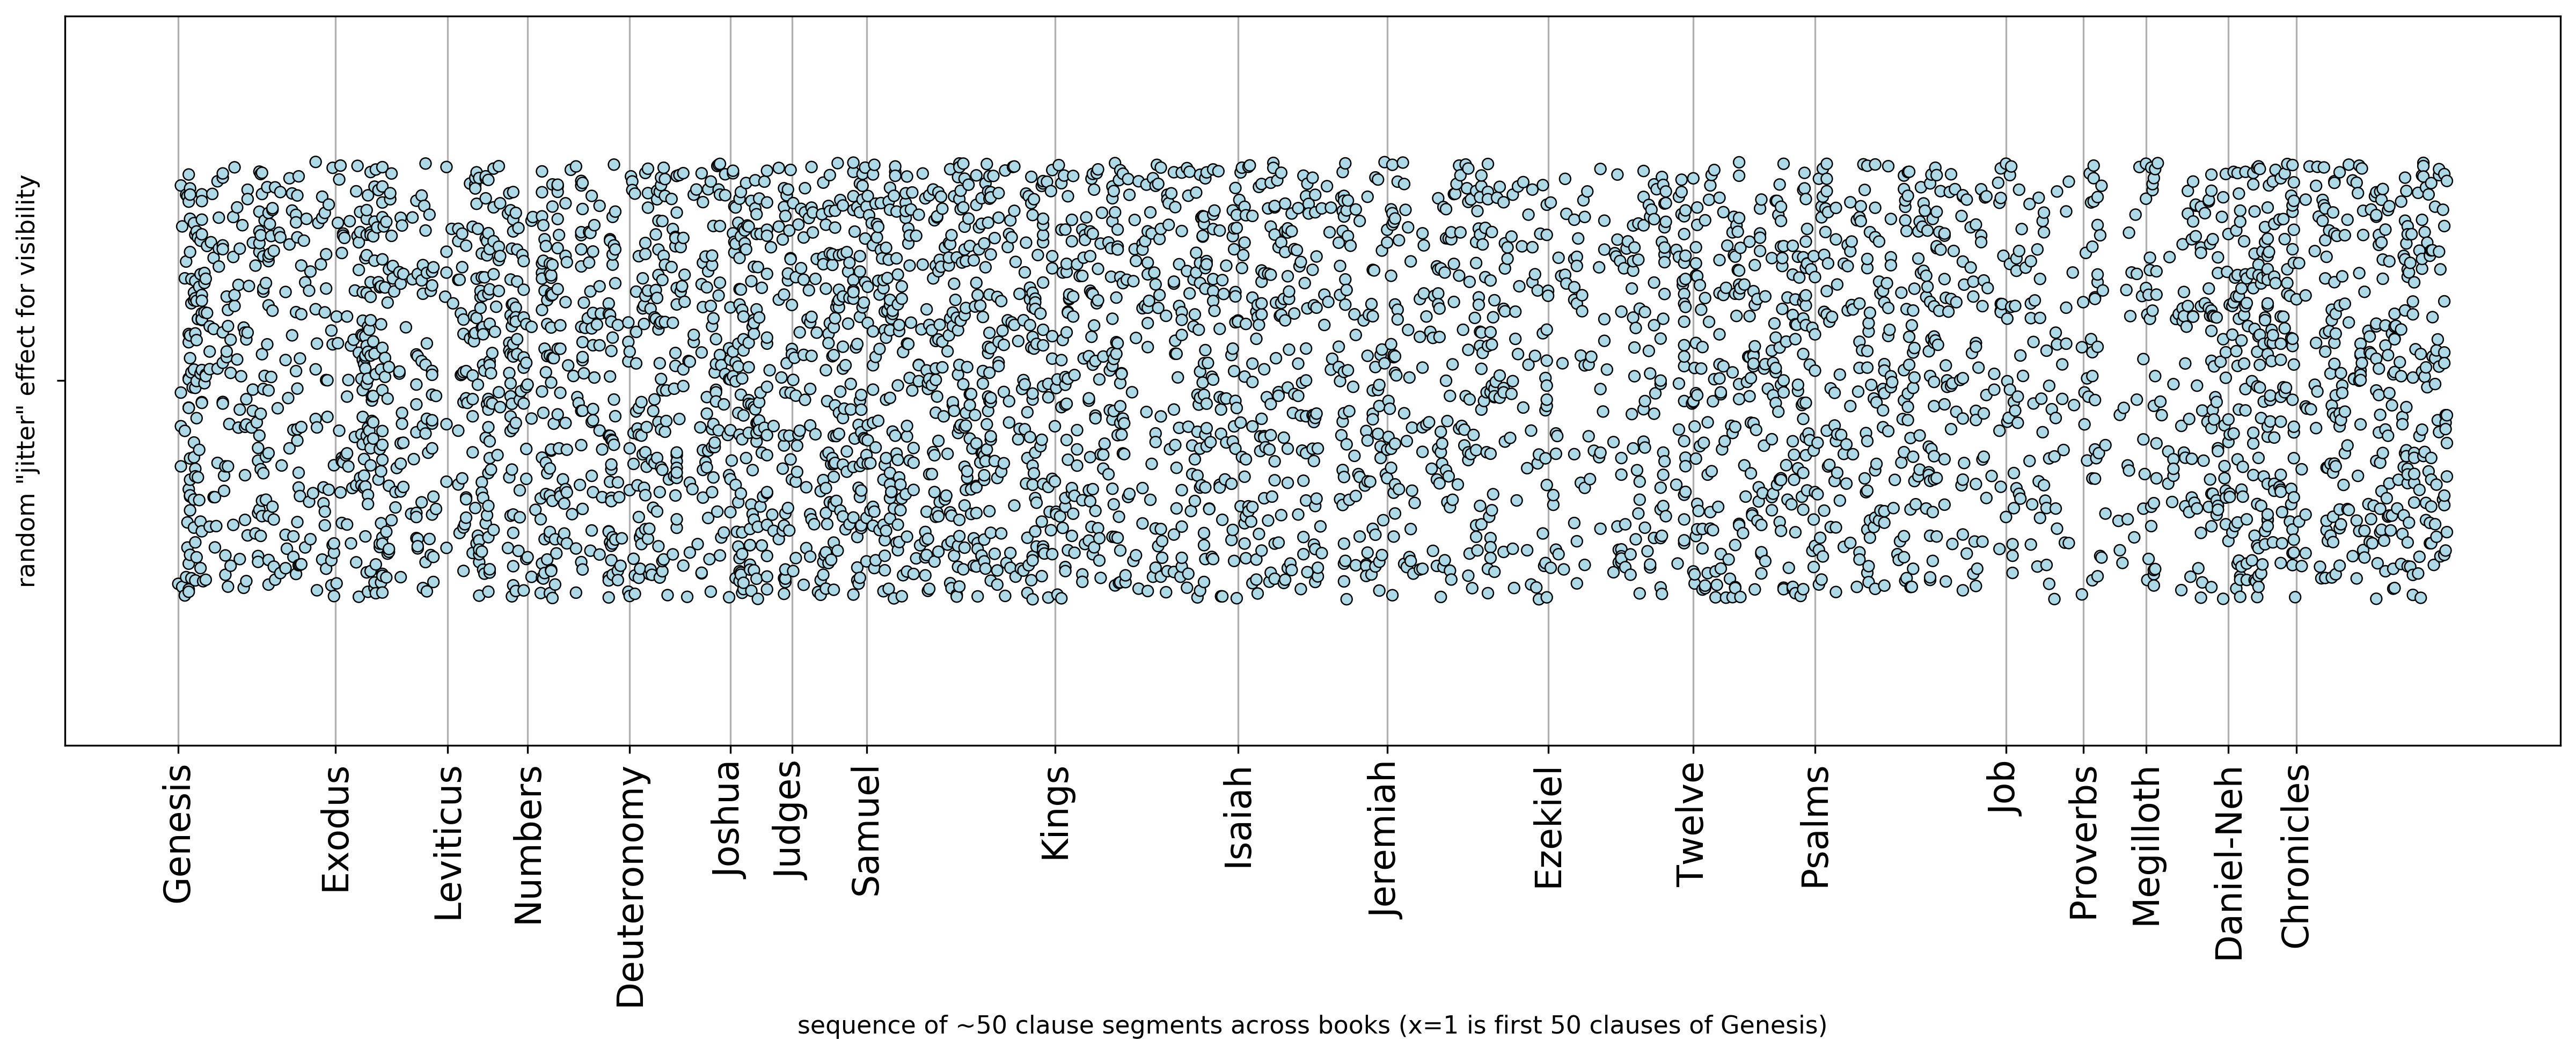 random "jitter" effect for visibility
Genesis
Exodus
Leviticus
Numbers
Deuteronomy
Joshua
Judges
Samuel
Kings
Isaiah
Jeremiah
Ezekiel
Twelve
Psalms
Job
Proverbs
Megilloth
Daniel-Neh
Chronicles
sequence of ~50 clause segments across books (x=1 is first 50 clauses of Genesis)